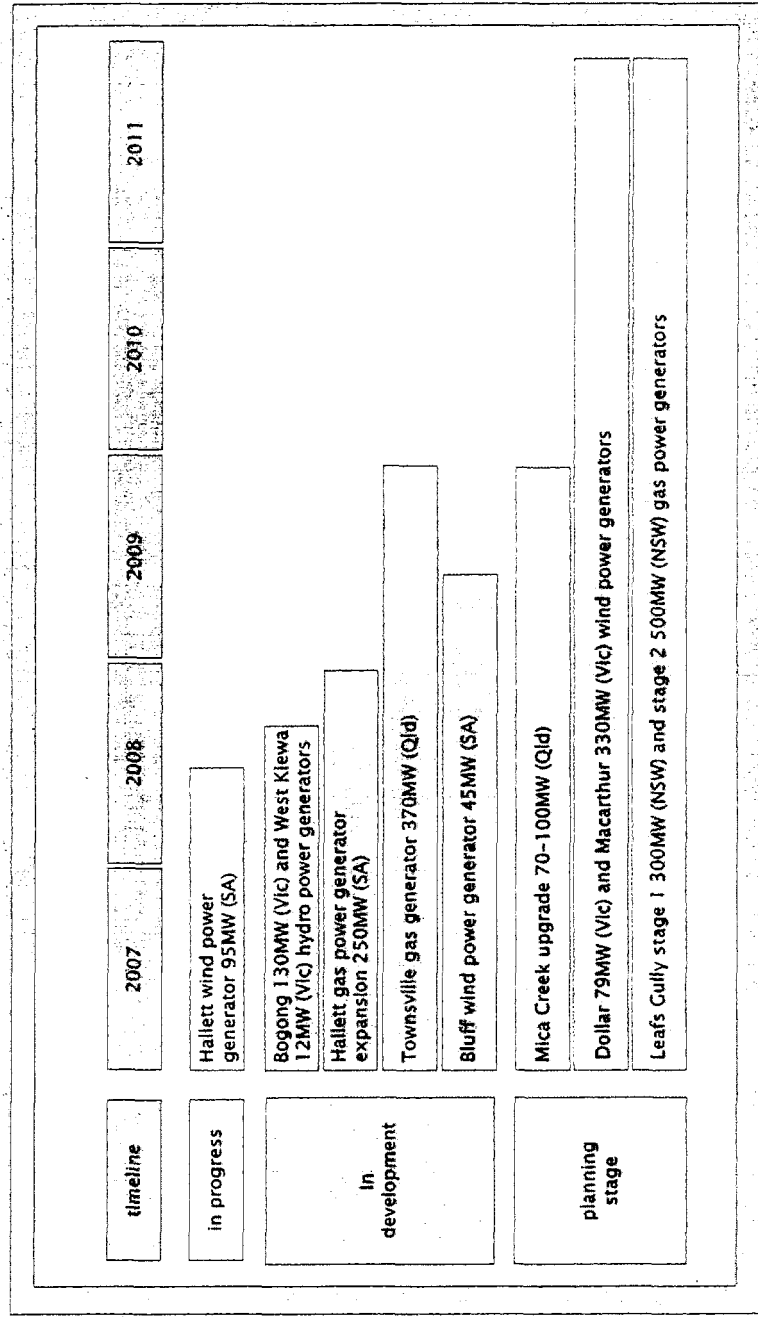 timeline
2007
2008
2009
2010
2011
in progress
Hallett wind power
generator 95MW (SA)
in
development
Bogong 130MW (Vic) and West Kiewa
12MW (Vic) hydro power generators
Hallett gas power generator
expansion 250MW (SA)
Townsville gas generator 370MW (Qld)
Bluff wind power generator 45MW (SA)
planning
stage
Mica Creek upgrade 70-100MW (Qld)
Dollar 79MW (Vic) and Macarthur 330MW (Vic) wind power generators
Leafs Gully stage 1 300MW (NSW) and stage 2 500MW (NSW) gas power generators